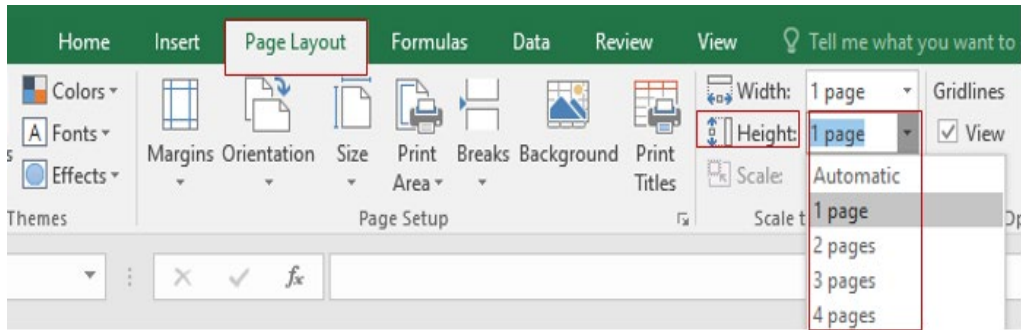 Home Insert Page Layout Formulas Data Review View Tell me what you want to
Colors
Fonts
Effects
Themes
Margins Orientation Size Print Area Breaks Background Print Titles
Page Setup
Width: 1 page
Height: 1 page
Scale:
Scale t
Gridlines
View
Automatic
1 page
2 pages
3 pages
4 pages
fx